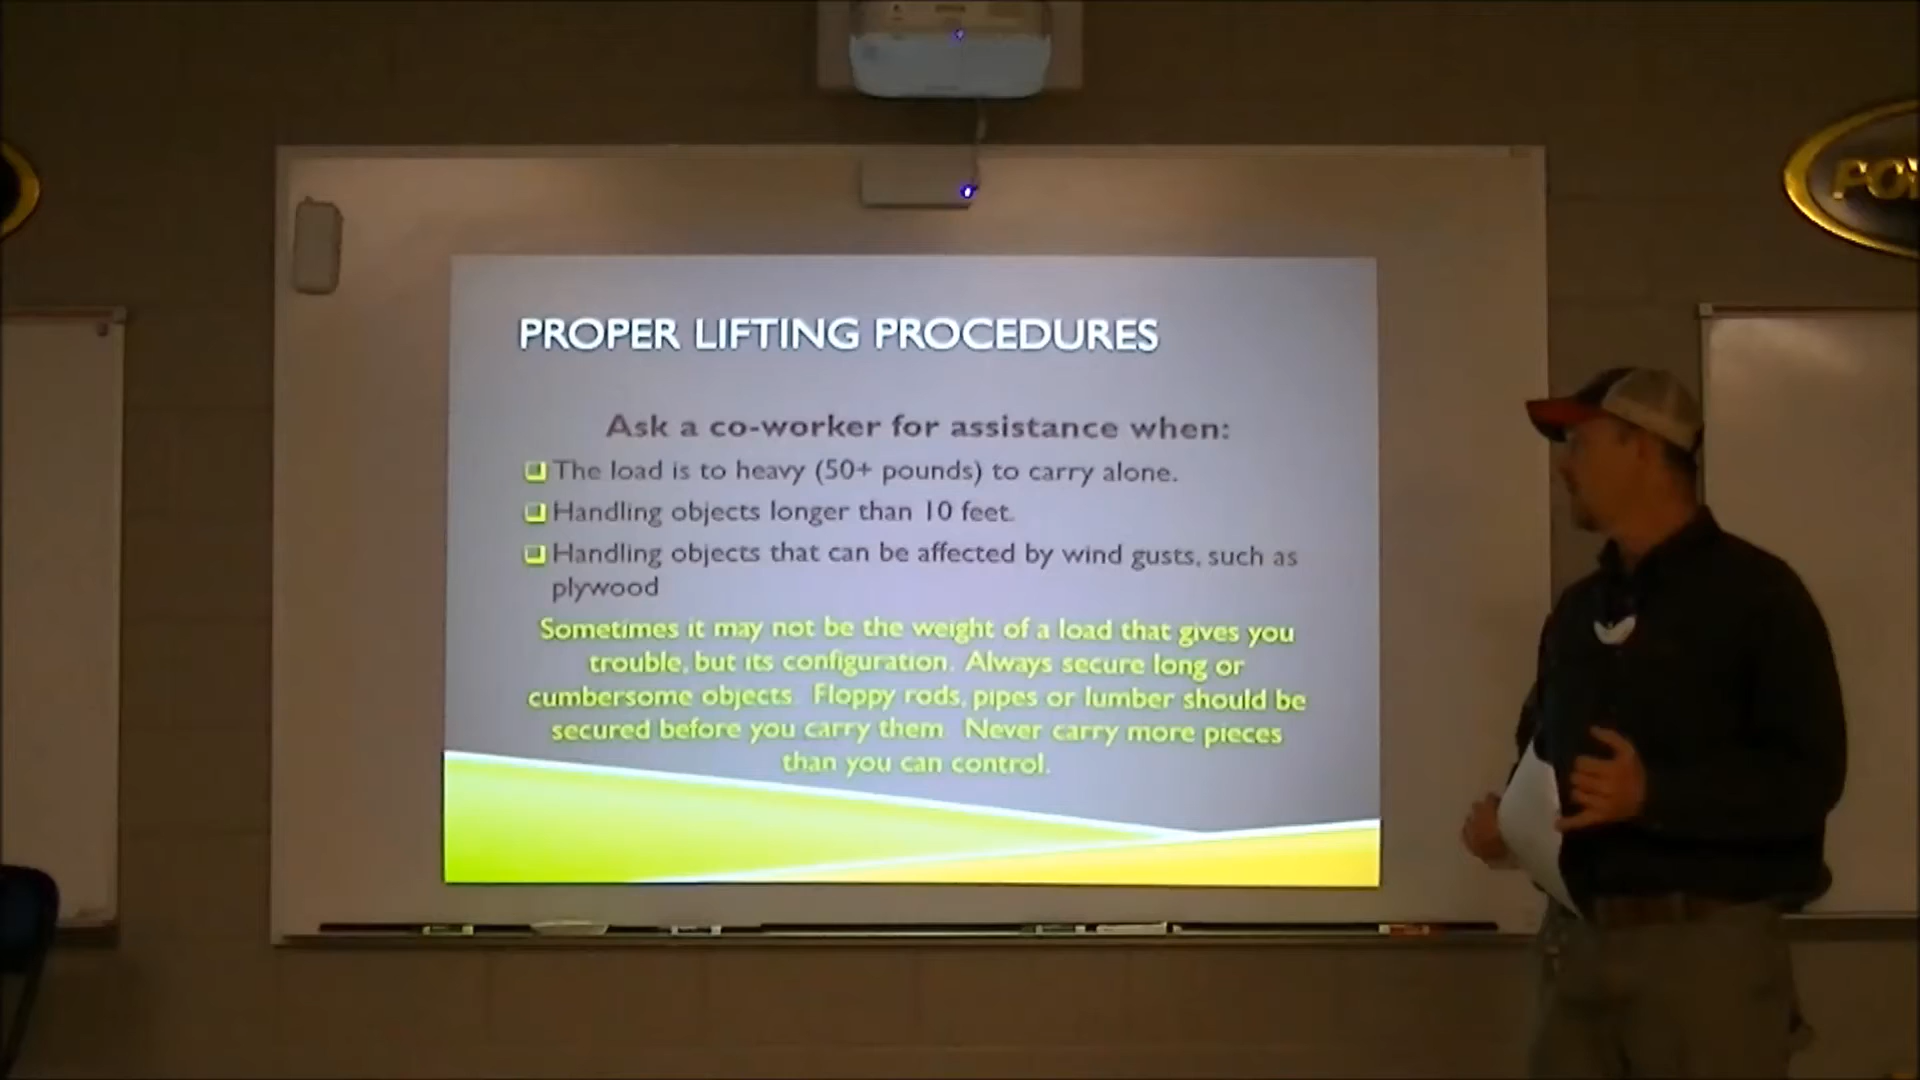 PROPER LIFTING PROCEDURES
Ask a co-worker for assistance when:
The load is to heavy (50+ pounds) to carry alone.
Handling objects longer than 10 feet.
Handling objects that can be affected by wind gusts, such as
plywood
Sometimes it may not be the weight of a load that gives you
trouble, but its configuration. Always secure long or
cumbersome objects. Floppy rods, pipes or lumber should be
secured before you carry them. Never carry more pieces
than you can control.